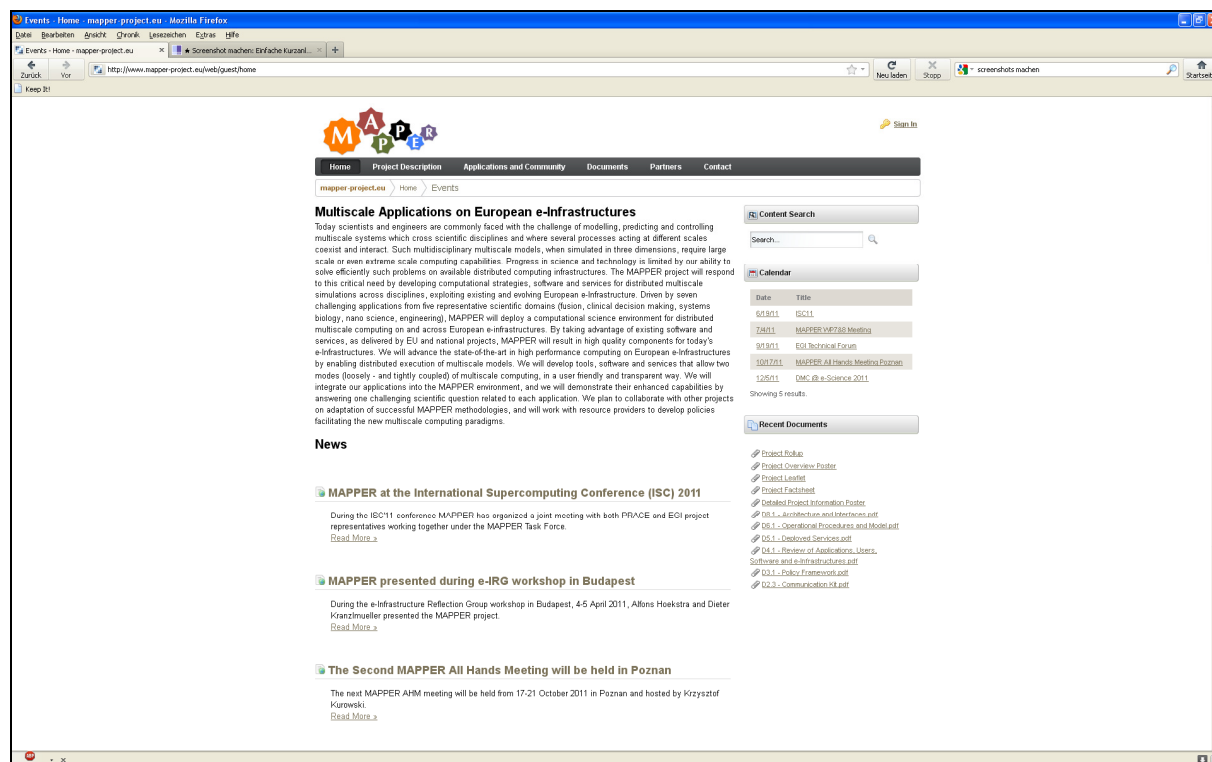 Events - Home - mapper-project.eu - Mozilla Firefox
Datei Bearbeiten Ansicht Chronik Lesezeichen Extras Hilfe
Events - Home - mapper-project.eu
★ Screenshot machen: Einfache Kurzanl...
Zurück Vor http://www.mapper-project.eu/web/guest/home Neu laden Stopp screenshots machen Startseit
Keep It!
MAPPER
Sign In
Home Project Description Applications and Community Documents Partners Contact
mapper-project.eu Home Events
Multiscale Applications on European e-Infrastructures
Today scientists and engineers are commonly faced with the challenge of modelling, predicting and controlling
multiscale systems which cross scientific disciplines and where several processes acting at different scales
coexist and interact. Such multidisciplinary multiscale models, when simulated in three dimensions, require large
scale or even extreme scale computing capabilities. Progress in science and technology is limited by our ability to
solve efficiently such problems on available distributed computing infrastructures. The MAPPER project will respond
to this critical need by developing computational strategies, software and services for distributed multiscale
simulations across disciplines, exploiting existing and evolving European e-Infrastructure. Driven by seven
challenging applications from five representative scientific domains (fusion, clinical decision making, systems
biology, nano science, engineering), MAPPER will deploy a computational science environment for distributed
multiscale computing on and across European e-infrastructures. By taking advantage of existing software and
services, as delivered by EU and national projects, MAPPER will result in high quality components for today's
e-Infrastructures. We will advance the state-of-the-art in high performance computing on European e-Infrastructures
by enabling distributed execution of multiscale models. We will develop tools, software and services that allow two
modes (loosely - and tightly coupled) of multiscale computing, in a user friendly and transparent way. We will
integrate our applications into the MAPPER environment, and we will demonstrate their enhanced capabilities by
answering one challenging scientific question related to each application. We plan to collaborate with other projects
on adaptation of successful MAPPER methodologies, and will work with resource providers to develop policies
facilitating the new multiscale computing paradigms.
News
MAPPER at the International Supercomputing Conference (ISC) 2011
During the ISC'11 conference MAPPER has organized a joint meeting with both PRACE and EGI project
representatives working together under the MAPPER Task Force.
Read More »
MAPPER presented during e-IRG workshop in Budapest
During the e-Infrastructure Reflection Group workshop in Budapest, 4-5 April 2011, Alfons Hoekstra and Dieter
Kranzlmueller presented the MAPPER project.
Read More »
The Second MAPPER All Hands Meeting will be held in Poznan
The next MAPPER AHM meeting will be held from 17-21 October 2011 in Poznan and hosted by Krzysztof
Kurowski.
Read More »
Content Search
Search...
Calendar
Date Title
6/19/11 ISC11
7/4/11 MAPPER WP7&8 Meeting
9/19/11 EGI Technical Forum
10/17/11 MAPPER All Hands Meeting Poznan
12/5/11 DMC @ e-Science 2011
Showing 5 results.
Recent Documents
Project Rollup
Project Overview Poster
Project Leaflet
Project Factsheet
Detailed Project Information Poster
D8.1 - Architecture and Interfaces.pdf
D6.1 - Operational Procedures and Model.pdf
D5.1 - Deployed Services.pdf
D4.1 - Review of Applications, Users,
Software and e-Infrastructures.pdf
D3.1 - Policy Framework.pdf
D2.3 - Communication Kit.pdf
ABP